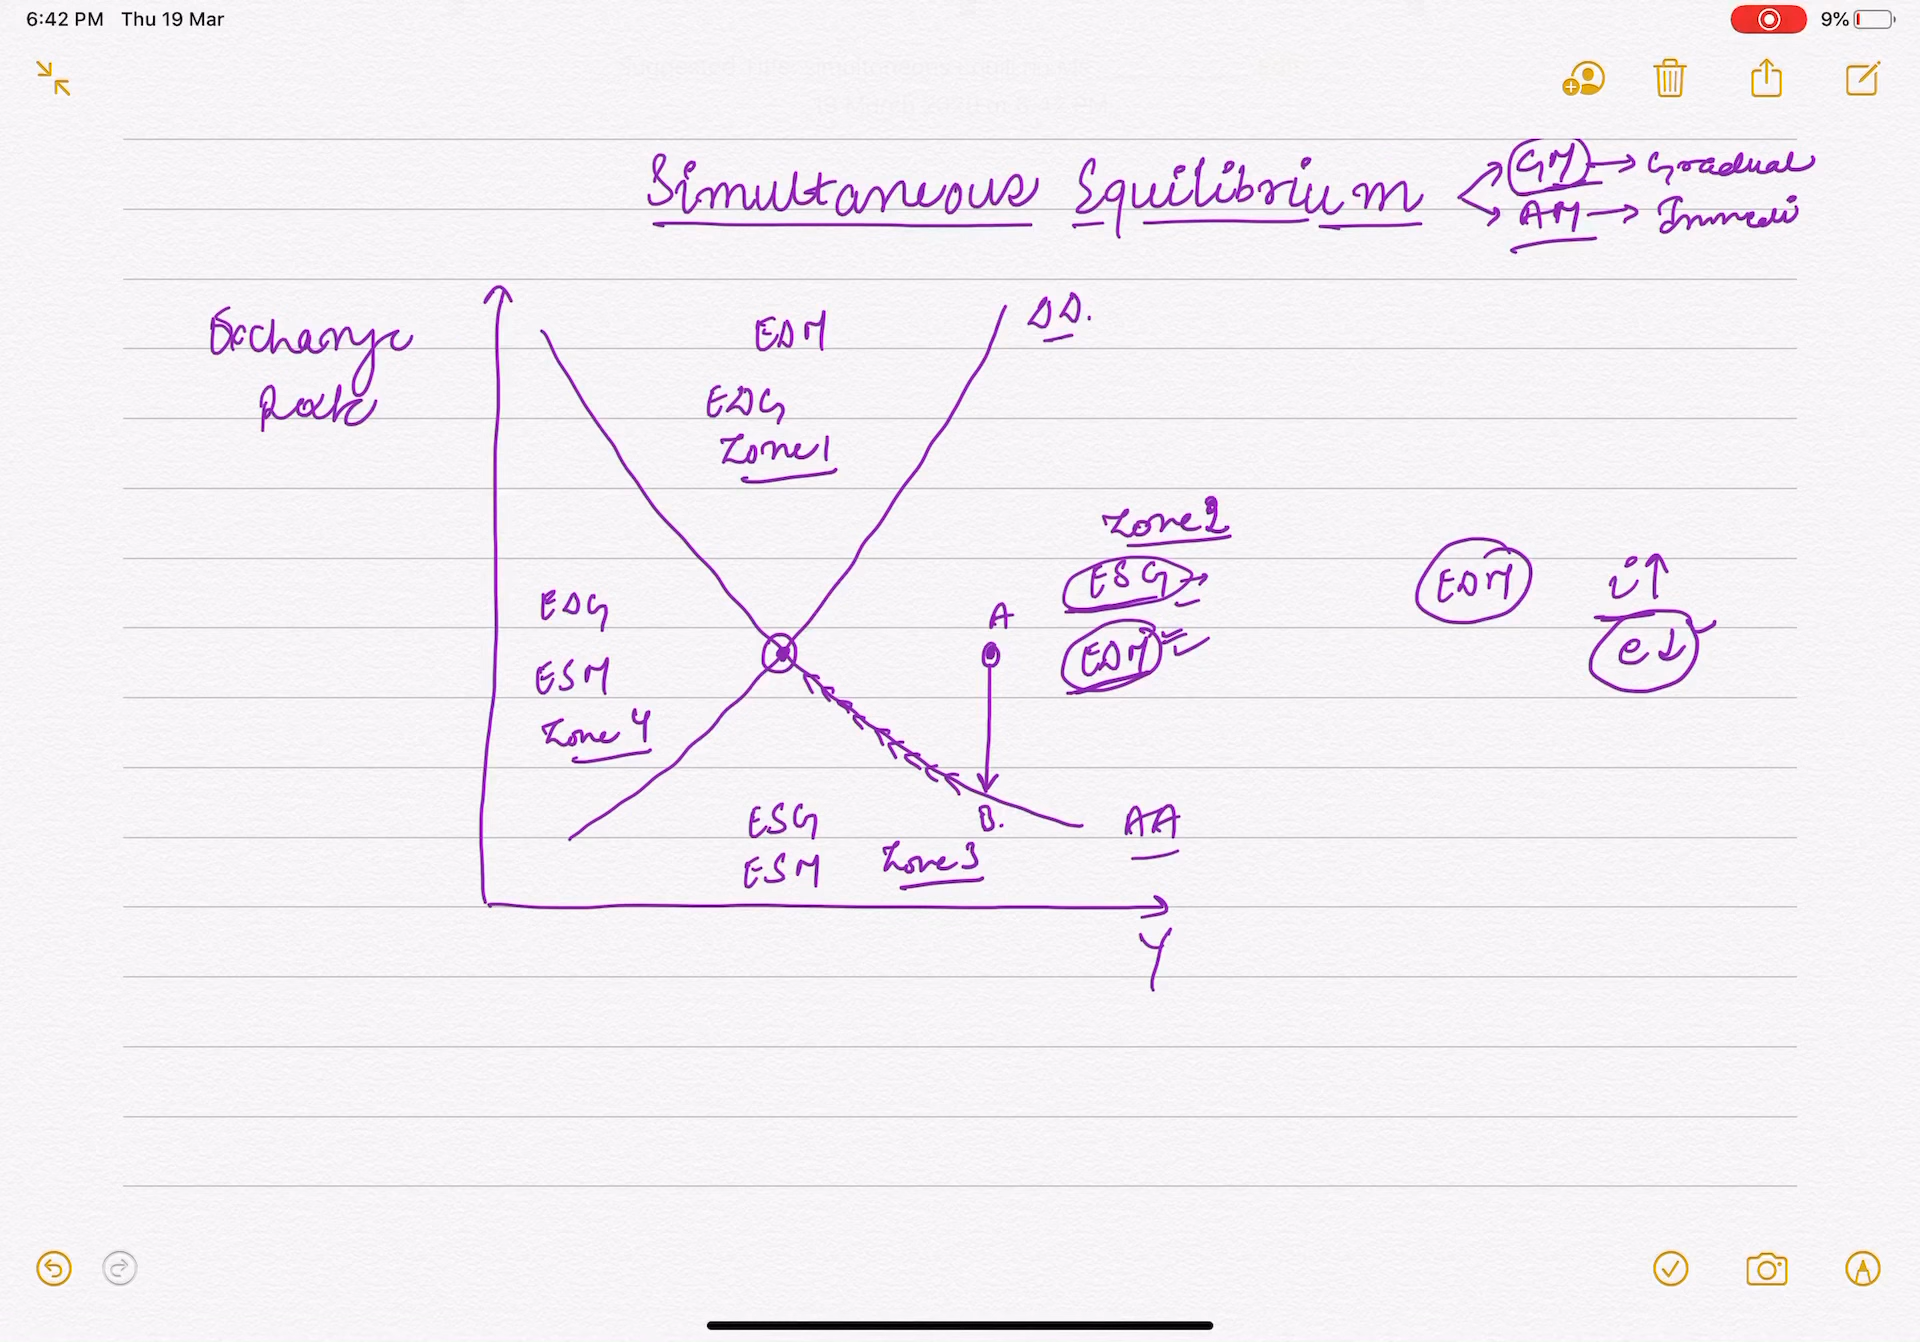 6:42 PM Thu 19 Mar
9%
Simultaneous Equilibrium
GM → Gradual
AM → Immedi
Exchange
Rate
DD.
EDM
EDG
Zone 1
Zone 2
ESG
A
EDM
EDM
i↑
e↓
EDG
ESM
Zone 4
ESG
ESM
Zone 3
B.
AA
Y